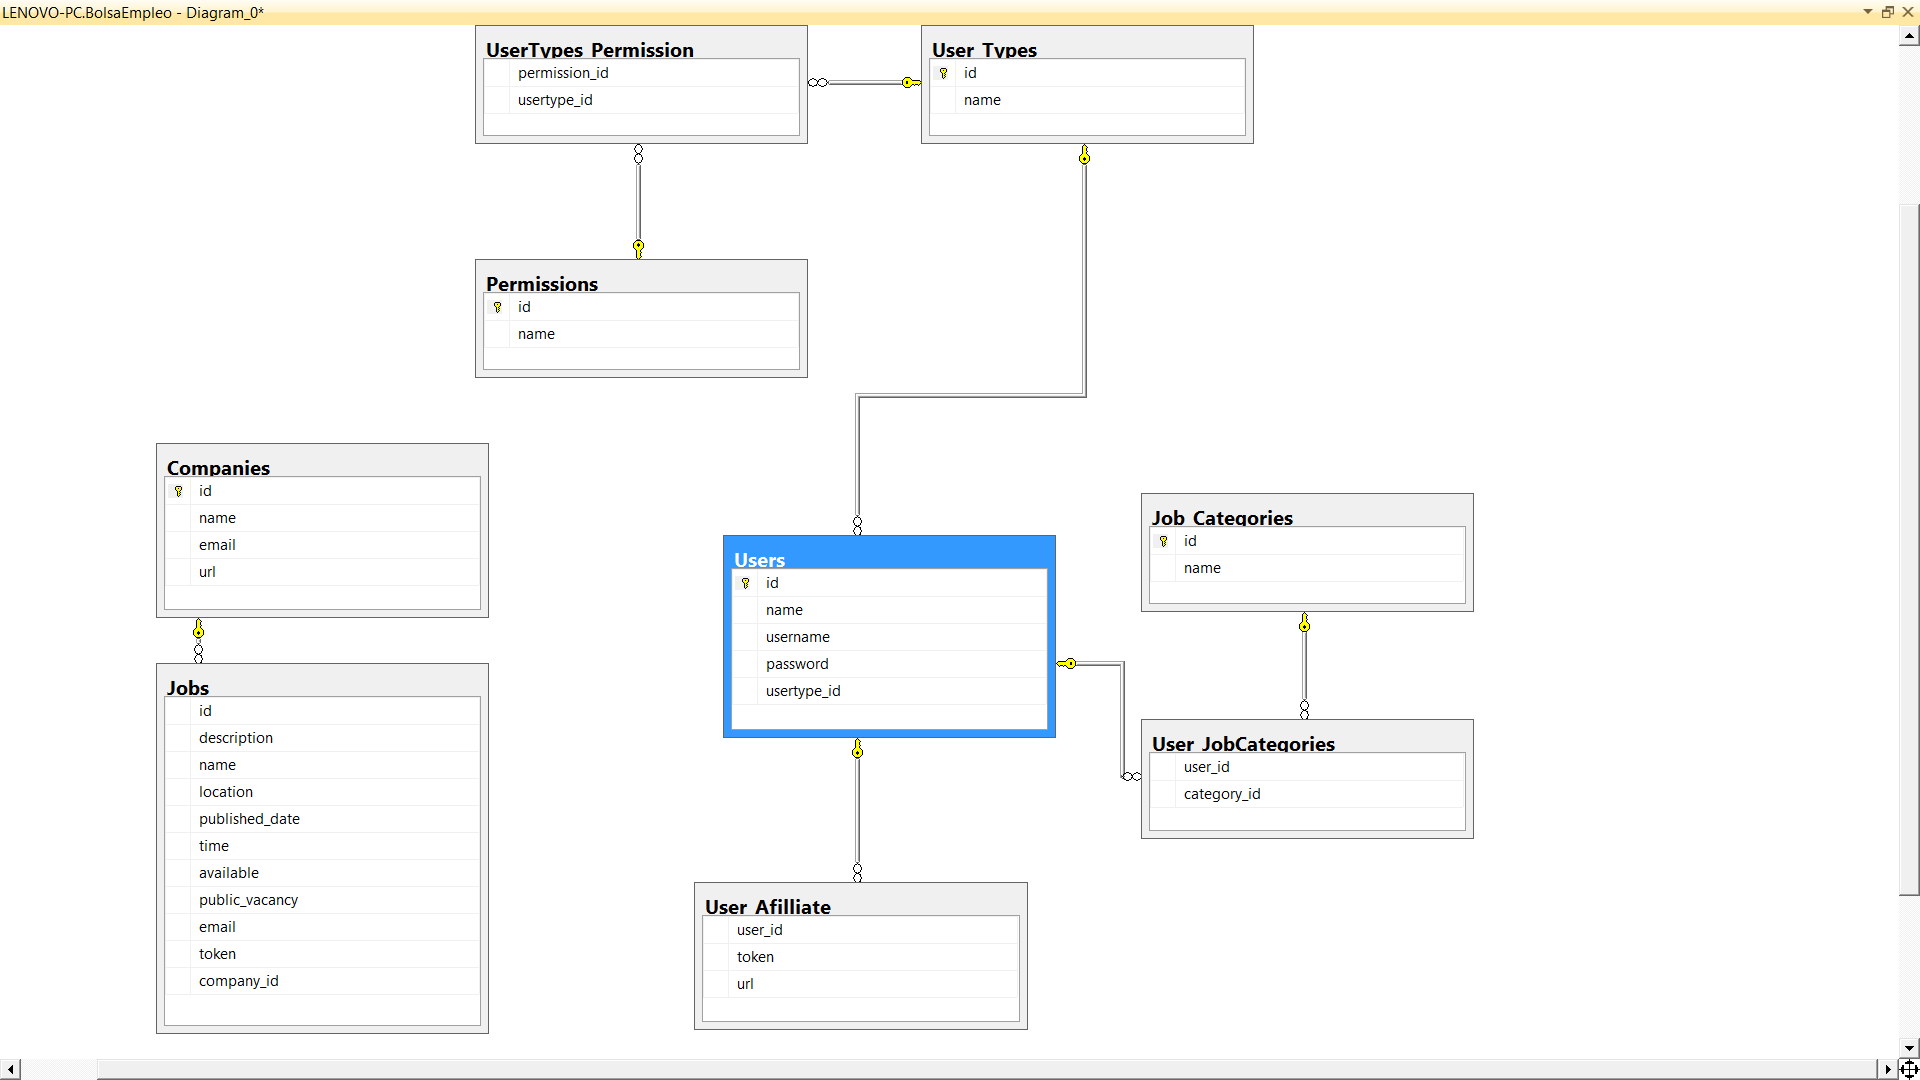 LENOVO-PC.BolsaEmpleo - Diagram_0*
UserTypes_Permission
permission_id
usertype_id
User_Types
id
name
Permissions
id
name
Companies
id
name
email
url
Jobs
id
description
name
location
published_date
time
available
public_vacancy
email
token
company_id
Users
id
name
username
password
usertype_id
Job_Categories
id
name
User_JobCategories
user_id
category_id
User_Afilliate
user_id
token
url